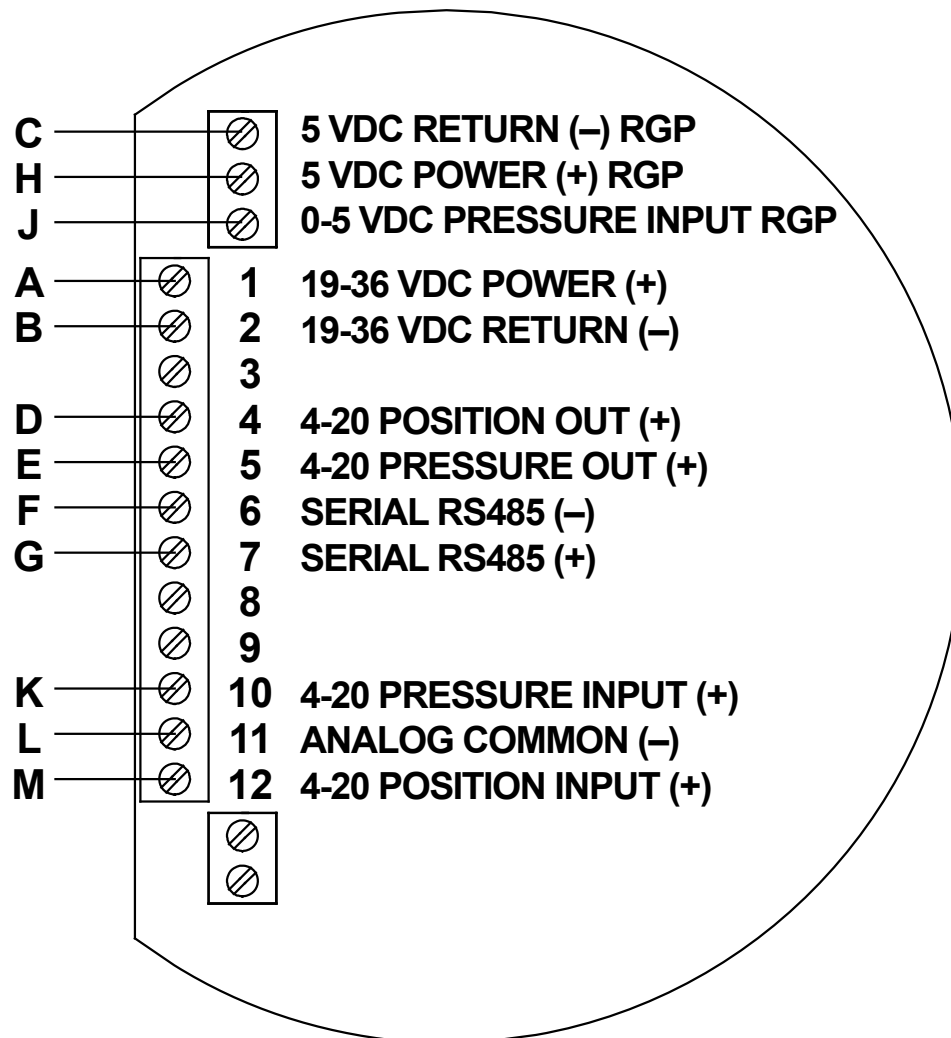 C 5 VDC RETURN (–) RGP
H 5 VDC POWER (+) RGP
J 0-5 VDC PRESSURE INPUT RGP
A 1 19-36 VDC POWER (+)
B 2 19-36 VDC RETURN (–)
3
D 4 4-20 POSITION OUT (+)
E 5 4-20 PRESSURE OUT (+)
F 6 SERIAL RS485 (–)
G 7 SERIAL RS485 (+)
8
9
K 10 4-20 PRESSURE INPUT (+)
L 11 ANALOG COMMON (–)
M 12 4-20 POSITION INPUT (+)